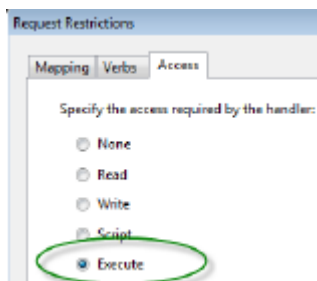 Request Restrictions
Mapping Verbs Access
Specify the access required by the handler:
None
Read
Write
Script
Execute